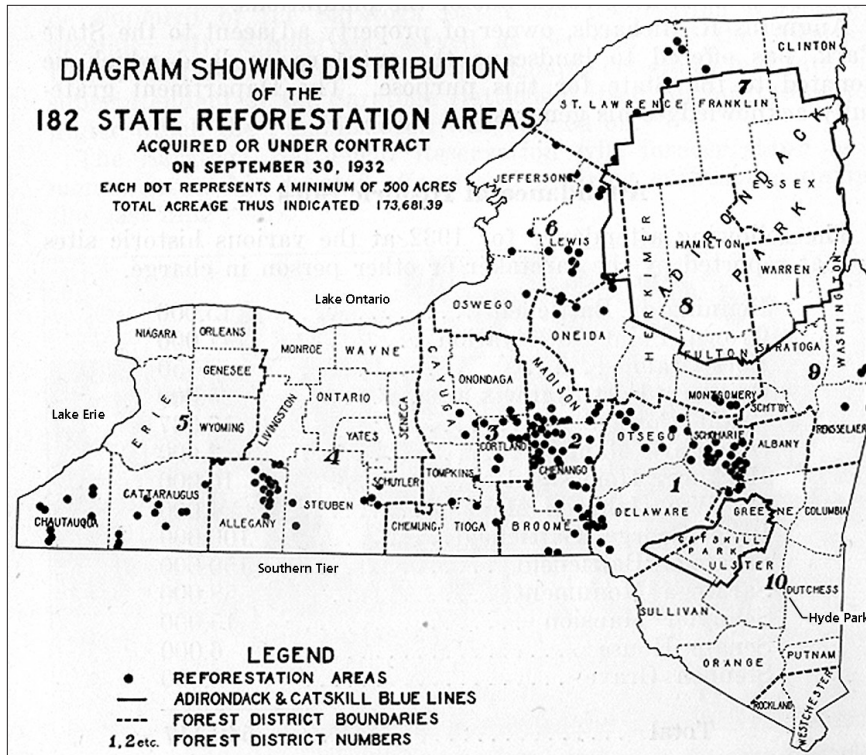 DIAGRAM SHOWING DISTRIBUTION
OF THE
182 STATE REFORESTATION AREAS
ACQUIRED OR UNDER CONTRACT
ON SEPTEMBER 30, 1932
EACH DOT REPRESENTS A MINIMUM OF 500 ACRES
TOTAL ACREAGE THUS INDICATED 173,681.39
CLINTON
7
ST. LAWRENCE
FRANKLIN
ADIRONDACK
PARK
ESSEX
JEFFERSON
6
LEWIS
HERKIMER
HAMILTON
WARREN
WASHINGTON
8
Lake Ontario
OSWEGO
ONEIDA
FULTON
SARATOGA
9
NIAGARA
ORLEANS
MONROE
WAYNE
CAYUGA
MADISON
GENESEE
ONONDAGA
MONTGOMERY
SCHT'DY
RENSSELAER
Lake Erie
ERIE
5
WYOMING
LIVINGSTON
ONTARIO
SENECA
YATES
3
CORTLAND
2
OTSEGO
SCHOHARIE
ALBANY
4
CHENANGO
CHAUTAUQUA
CATTARAUGUS
ALLEGANY
STEUBEN
SCHUYLER
TOMPKINS
1
DELAWARE
GREENE
COLUMBIA
CHEMUNG
TIOGA
BROOME
CATSKILL
PARK
ULSTER
Southern Tier
10
DUTCHESS
SULLIVAN
Hyde Park
ORANGE
PUTNAM
ROCKLAND
WESTCHESTER
LEGEND
REFORESTATION AREAS
ADIRONDACK & CATSKILL BLUE LINES
FOREST DISTRICT BOUNDARIES
1, 2 etc. FOREST DISTRICT NUMBERS